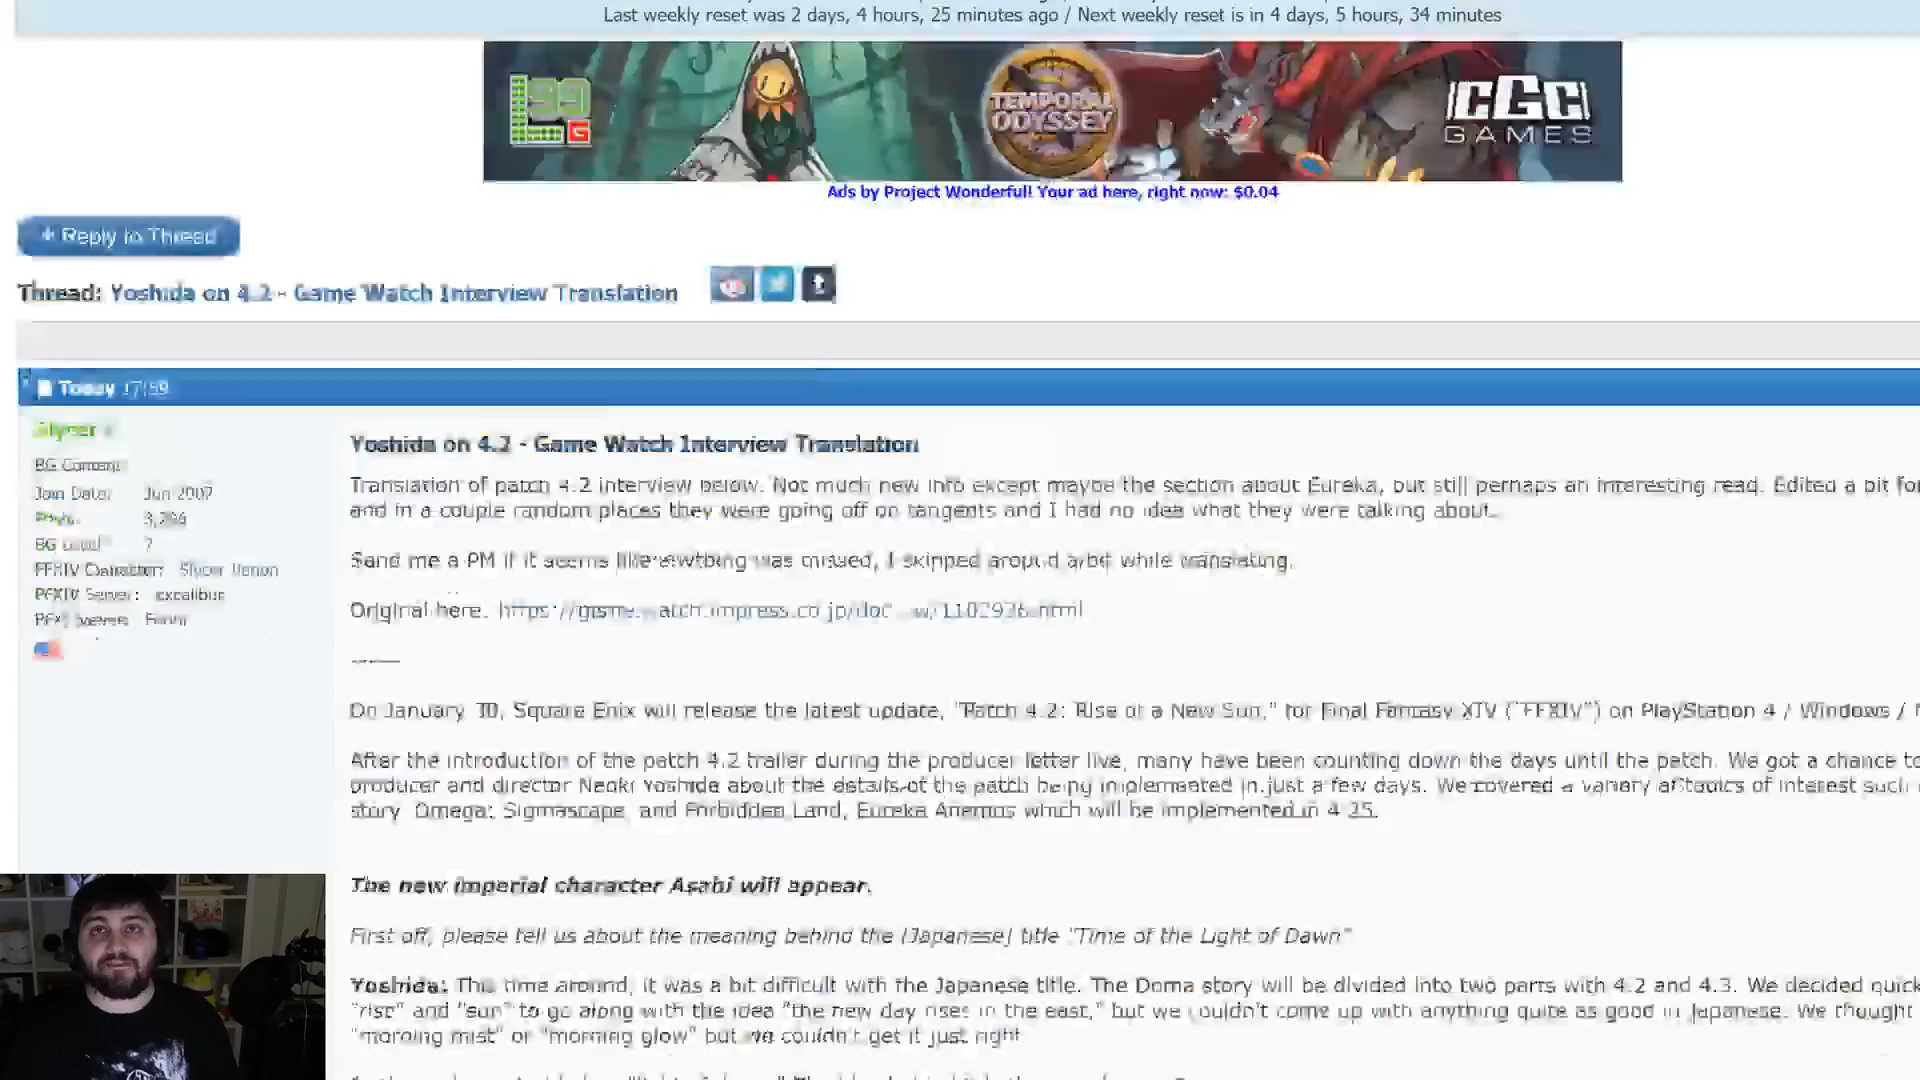 Last weekly reset was 2 days, 4 hours, 25 minutes ago / Next weekly reset is in 4 days, 5 hours, 34 minutes
L99 G
TEMPORAL ODYSSEY
CGC GAMES
Ads by Project Wonderful! Your ad here, right now: $0.04
+ Reply to Thread
Thread: Yoshida on 4.2 - Game Watch Interview Translation
Today 17:59
BG Content
Join Date: Jun 2007
Posts:
BG Level: 7
FFXIV Character: Slycer
FFXIV Server: Excalibur
Yoshida on 4.2 - Game Watch Interview Translation
Translation of patch 4.2 interview below. Not much new info except maybe the section about Eureka, but still perhaps an interesting read. Edited a bit for
and in a couple random places they were going off on tangents and I had no idea what they were talking about.
Send me a PM if it seems like was missed, I skipped around a bit while translating.
Original here:
On January 30, Square Enix will release the latest update, "Patch 4.2: Rise of a New Sun," for Final Fantasy XIV ("FFXIV") on PlayStation 4 / Windows /
After the introduction of the patch 4.2 trailer during the producer letter live, many have been counting down the days until the patch. We got a chance to
producer and director Naoki Yoshida about the details of the patch being implemented in just a few days. We covered a variety of topics of interest such
story, Omega: Sigmascape, and Forbidden Land, Eureka Anemos which will be implemented in 4.25.
The new imperial character Asahi will appear.
First off, please tell us about the meaning behind the [Japanese] title "Time of the Light of Dawn"
Yoshida: This time around, it was a bit difficult with the Japanese title. The Doma story will be divided into two parts with 4.2 and 4.3. We decided quick
"rise" and "sun" to go along with the idea "the new day rises in the east," but we couldn't come up with anything quite as good in Japanese. We thought
"morning mist" or "morning glow" but we couldn't get it just right